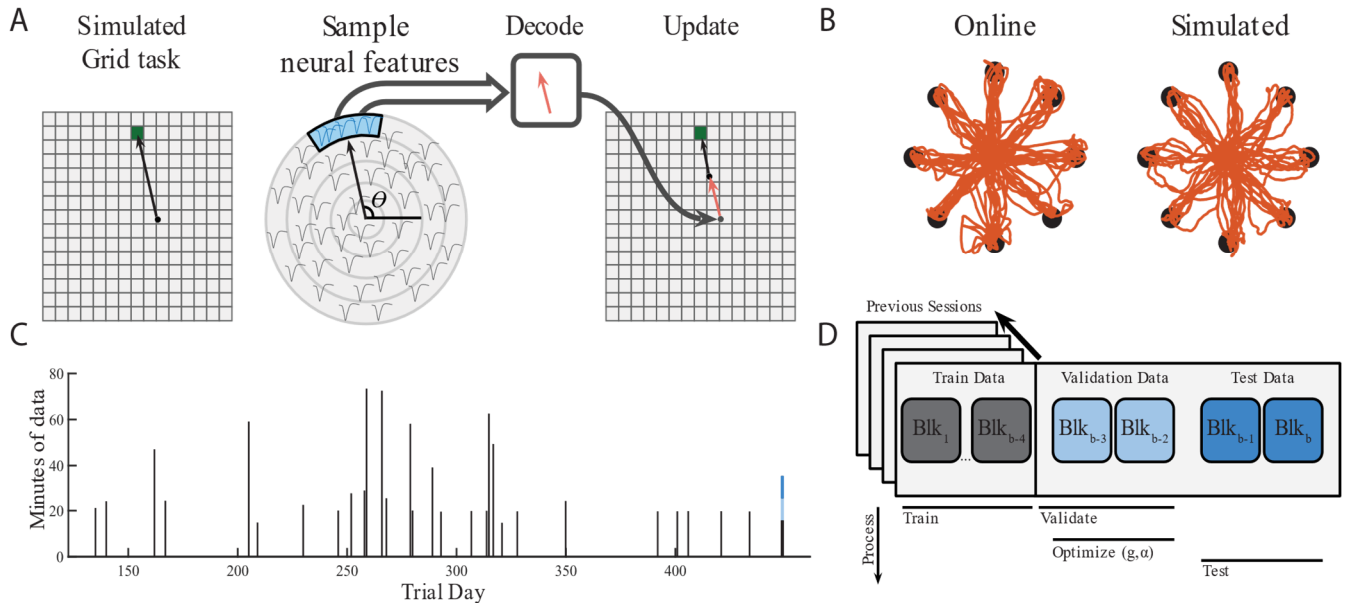 A
Simulated
Grid task
Sample
neural features
Decode
Update
θ
B
Online
Simulated
C
Minutes of data
80
60
40
20
0
150
200
250
300
350
400
Trial Day
D
Previous Sessions
Train Data
Validation Data
Test Data
Blk1
...
Blkb-4
Blkb-3
Blkb-2
Blkb-1
Blkb
Process
Train
Validate
Optimize (g,α)
Test